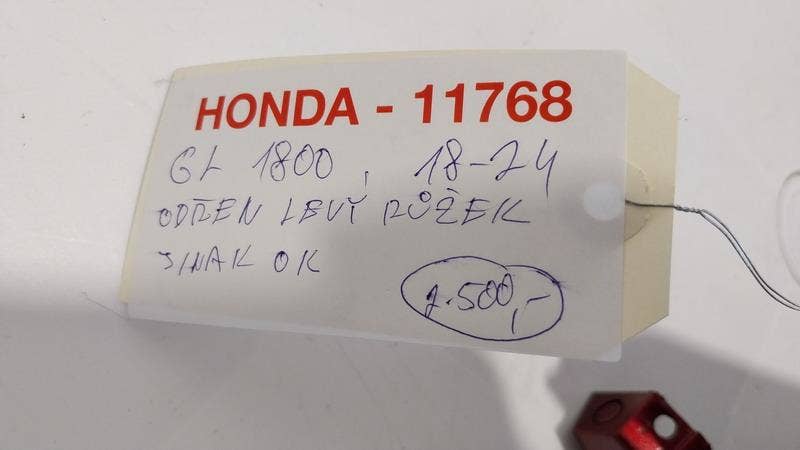 HONDA - 11768
GL 1800, 18-24
ODŘEN LEVÝ RŮŽEK
JINAK OK
2.500,-